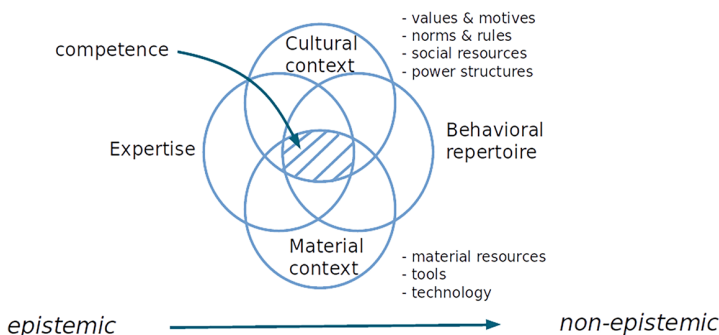 competence
Cultural
context
- values & motives
- norms & rules
- social resources
- power structures
Expertise
Behavioral
repertoire
Material
context
- material resources
- tools
- technology
epistemic
non-epistemic